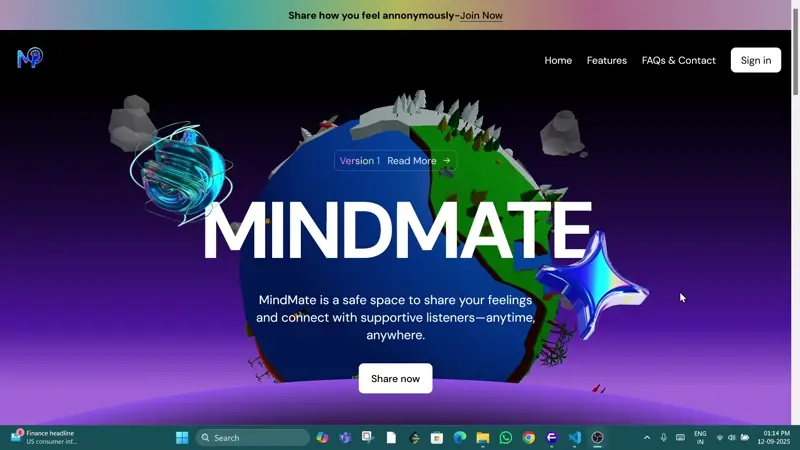 Share how you feel annonymously-Join Now
Home Features FAQs & Contact Sign in
Version 1 Read More →
MINDMATE
MindMate is a safe space to share your feelings
and connect with supportive listeners—anytime,
anywhere.
Share now
Finance headline
US consumer inf...
Search
ENG
IN
01:14 PM
12-09-2025